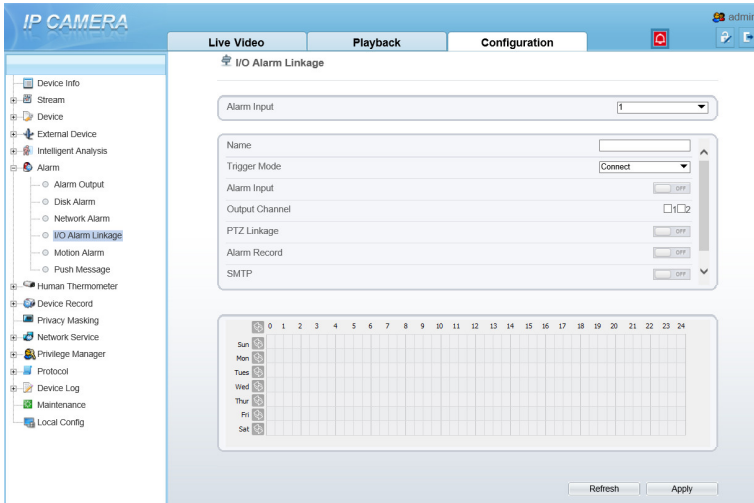 IP CAMERA
admin
Live Video
Playback
Configuration
I/O Alarm Linkage
Device Info
Stream
Device
External Device
Intelligent Analysis
Alarm
Alarm Output
Disk Alarm
Network Alarm
I/O Alarm Linkage
Motion Alarm
Push Message
Human Thermometer
Device Record
Privacy Masking
Network Service
Privilege Manager
Protocol
Device Log
Maintenance
Local Config
Alarm Input 1
Name
Trigger Mode Connect
Alarm Input OFF
Output Channel 1 2
PTZ Linkage OFF
Alarm Record OFF
SMTP OFF
0 1 2 3 4 5 6 7 8 9 10 11 12 13 14 15 16 17 18 19 20 21 22 23 24
Sun
Mon
Tues
Wed
Thur
Fri
Sat
Refresh Apply